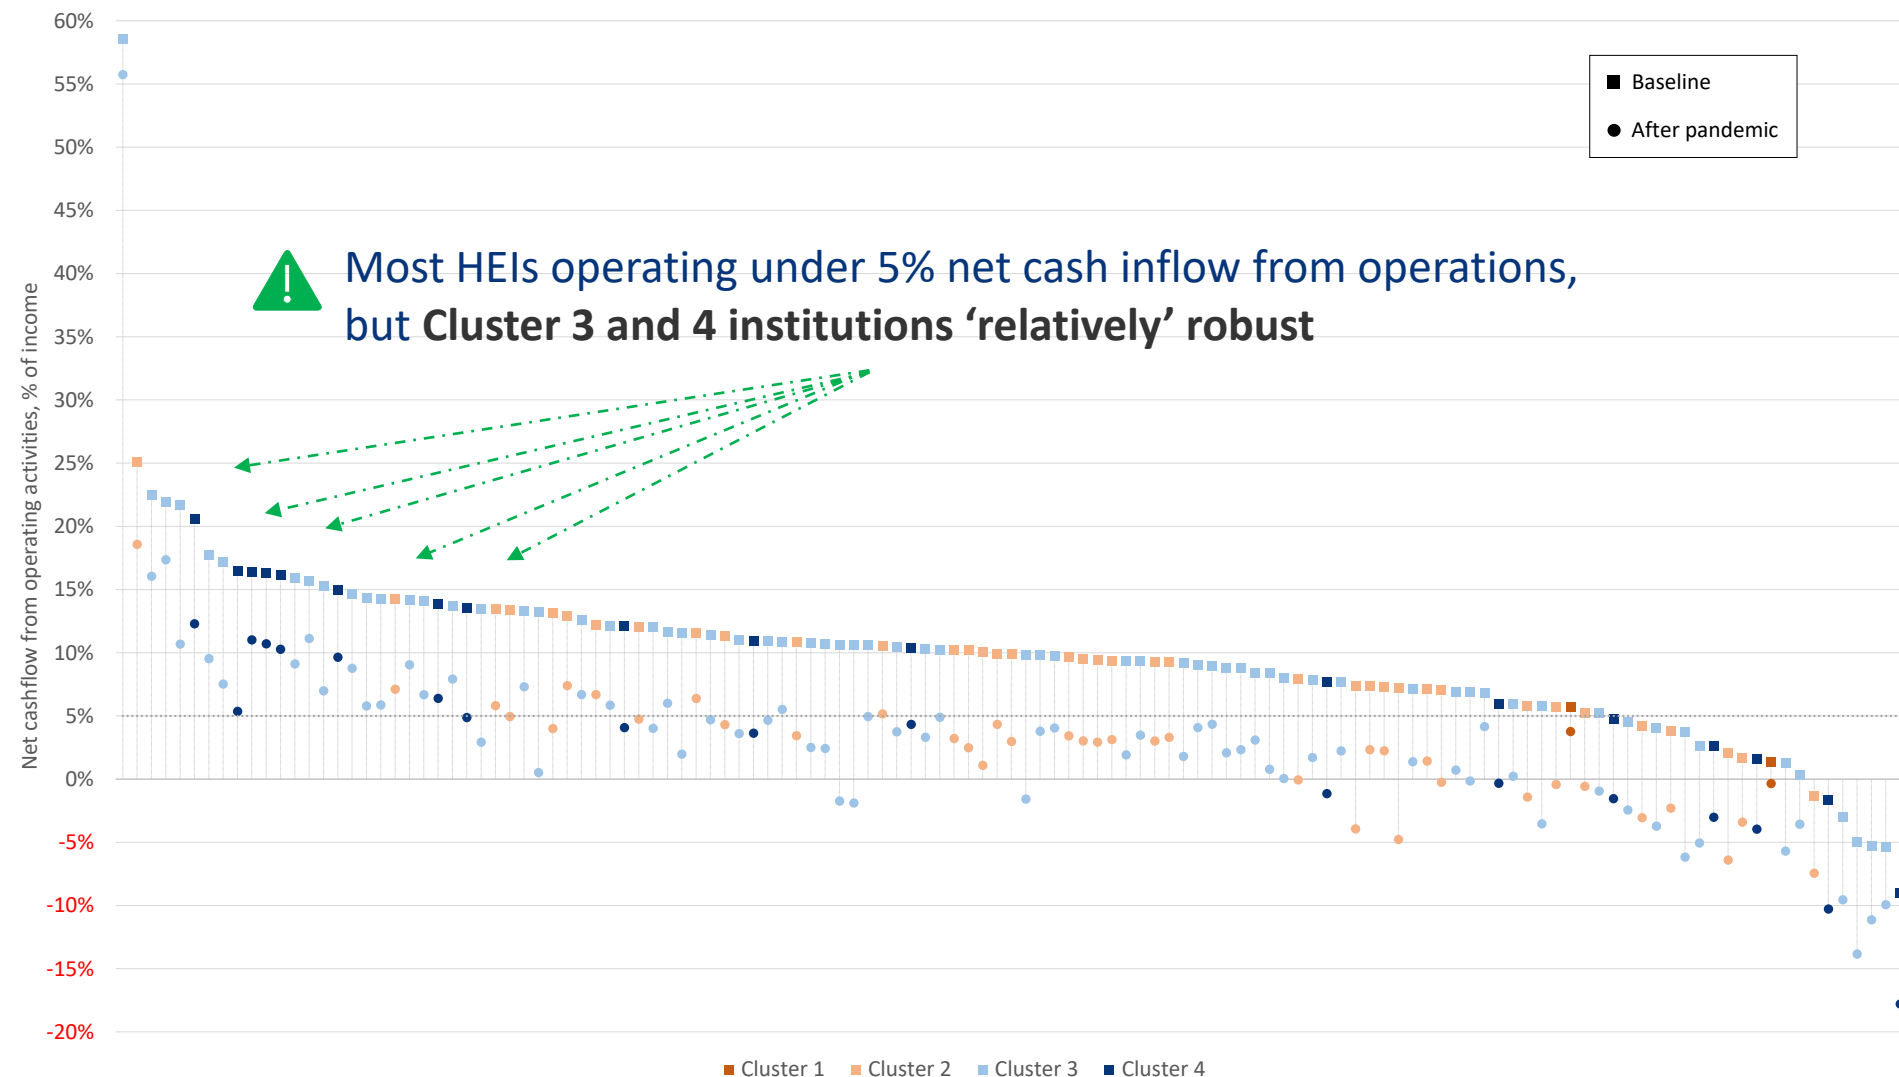 60%
55%
50%
45%
40%
35%
30%
25%
20%
15%
10%
5%
0%
-5%
-10%
-15%
-20%
Net cashflow from operating activities, % of income
Baseline
After pandemic
Most HEIs operating under 5% net cash inflow from operations,
but Cluster 3 and 4 institutions ‘relatively’ robust
Cluster 1 Cluster 2 Cluster 3 Cluster 4